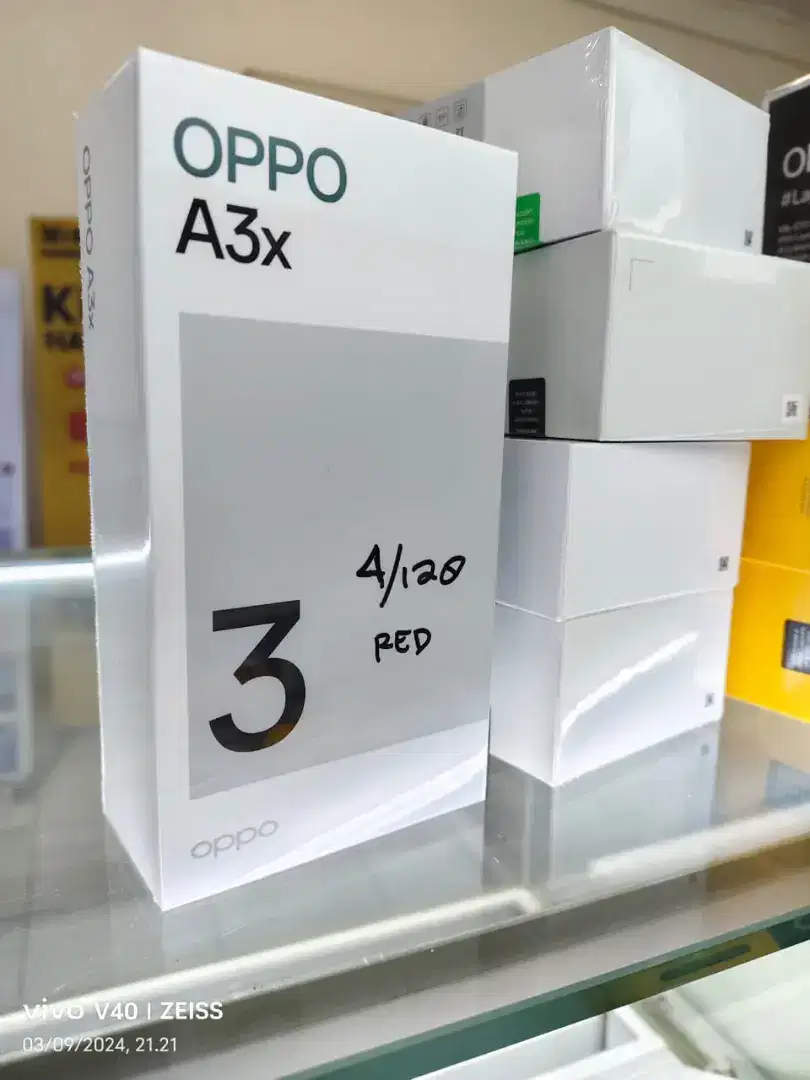 OPPO
A3x
OPPO A3x
4/128
RED
3
oppo
vivo V40 | ZEISS
03/09/2024, 21.21